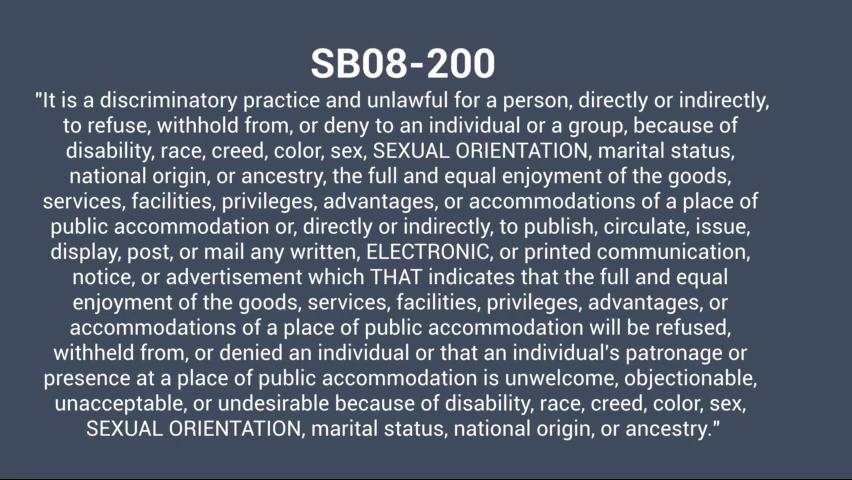 SB08-200
"It is a discriminatory practice and unlawful for a person, directly or indirectly,
to refuse, withhold from, or deny to an individual or a group, because of
disability, race, creed, color, sex, SEXUAL ORIENTATION, marital status,
national origin, or ancestry, the full and equal enjoyment of the goods,
services, facilities, privileges, advantages, or accommodations of a place of
public accommodation or, directly or indirectly, to publish, circulate, issue,
display, post, or mail any written, ELECTRONIC, or printed communication,
notice, or advertisement which THAT indicates that the full and equal
enjoyment of the goods, services, facilities, privileges, advantages, or
accommodations of a place of public accommodation will be refused,
withheld from, or denied an individual or that an individual's patronage or
presence at a place of public accommodation is unwelcome, objectionable,
unacceptable, or undesirable because of disability, race, creed, color, sex,
SEXUAL ORIENTATION, marital status, national origin, or ancestry."